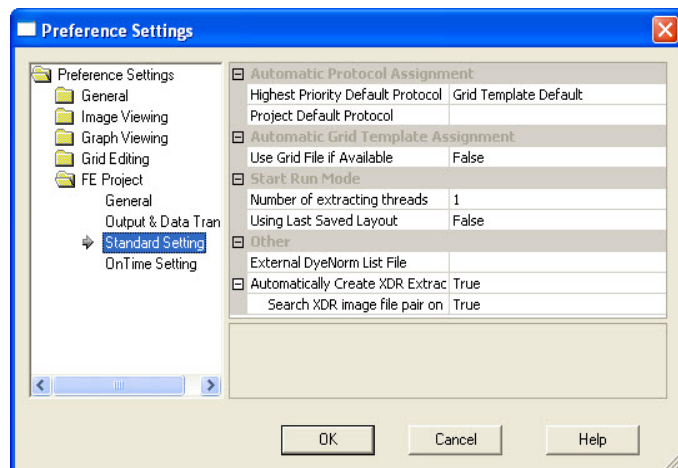 Preference Settings
Preference Settings
General
Image Viewing
Graph Viewing
Grid Editing
FE Project
General
Output & Data Tran
Standard Setting
OnTime Setting
Automatic Protocol Assignment
Highest Priority Default Protocol Grid Template Default
Project Default Protocol
Automatic Grid Template Assignment
Use Grid File if Available False
Start Run Mode
Number of extracting threads 1
Using Last Saved Layout False
Other
External DyeNorm List File
Automatically Create XDR Extrac True
Search XDR image file pair on True
OK Cancel Help